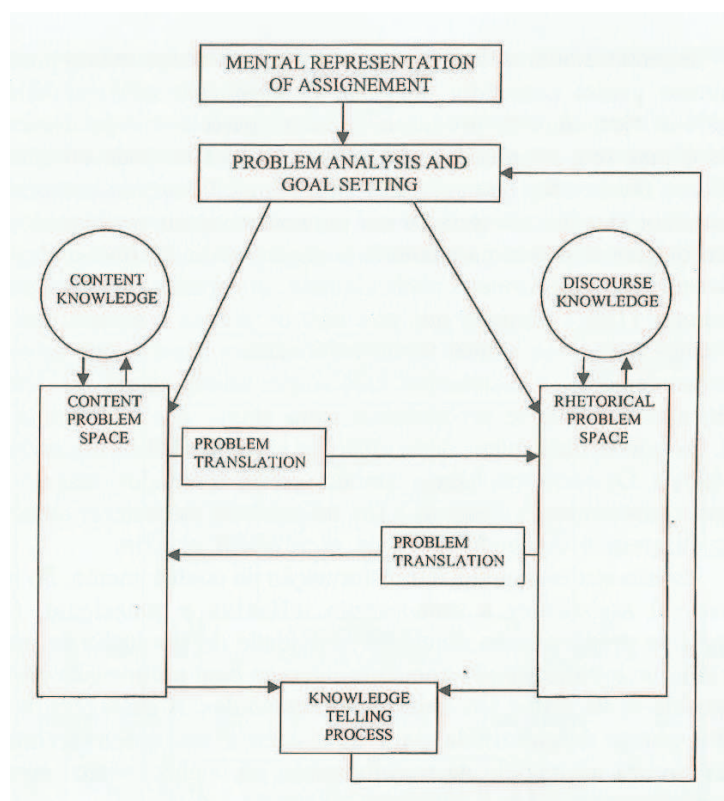 MENTAL REPRESENTATION
OF ASSIGNEMENT
PROBLEM ANALYSIS AND
GOAL SETTING
CONTENT
KNOWLEDGE
DISCOURSE
KNOWLEDGE
CONTENT
PROBLEM
SPACE
RHETORICAL
PROBLEM
SPACE
PROBLEM
TRANSLATION
PROBLEM
TRANSLATION
KNOWLEDGE
TELLING
PROCESS